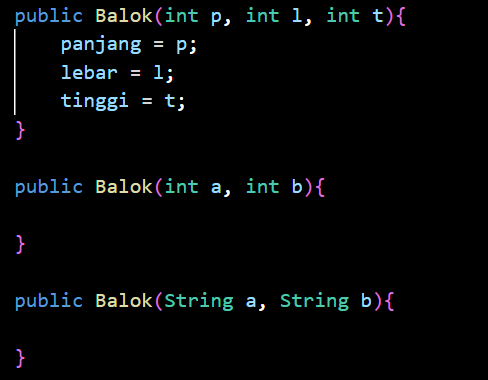 public Balok(int p, int l, int t){
    panjang = p;
    lebar = l;
    tinggi = t;
}
public Balok(int a, int b){
}
public Balok(String a, String b){
}